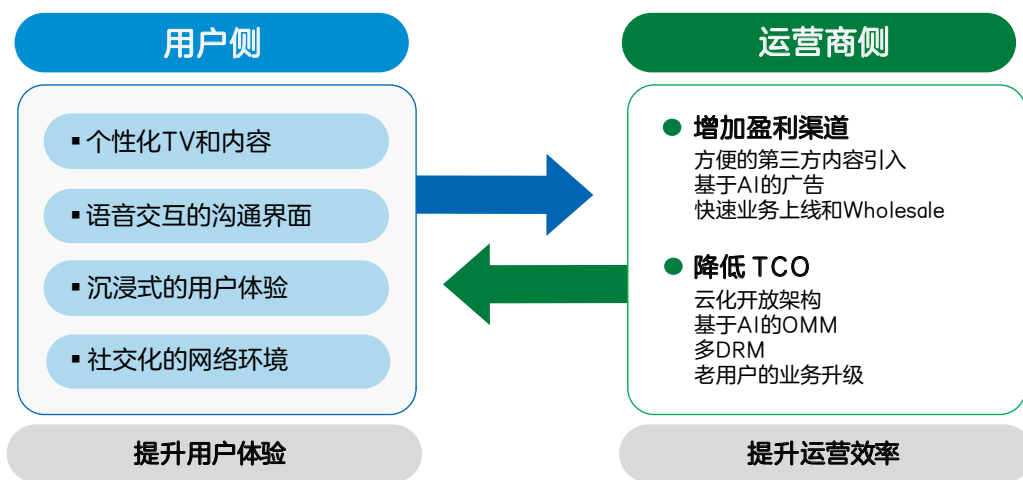 用户侧
▪ 个性化TV和内容
▪ 语音交互的沟通界面
▪ 沉浸式的用户体验
▪ 社交化的网络环境
提升用户体验
运营商侧
● 增加盈利渠道
方便的第三方内容引入
基于AI的广告
快速业务上线和Wholesale
● 降低 TCO
云化开放架构
基于AI的OMM
多DRM
老用户的业务升级
提升运营效率